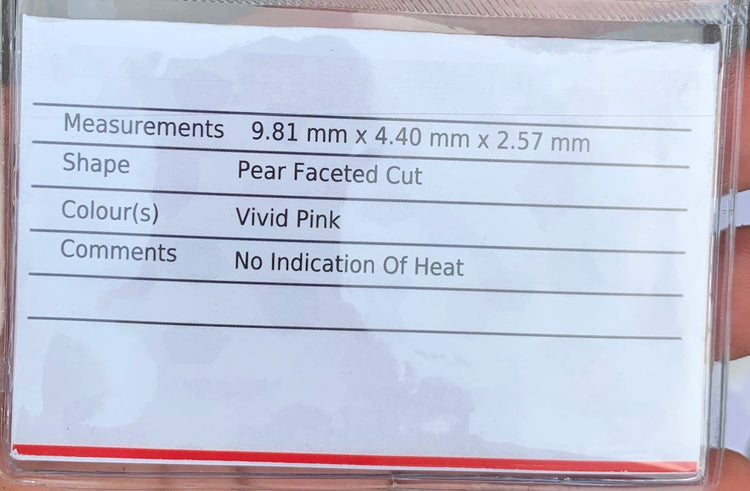 Measurements 9.81 mm x 4.40 mm x 2.57 mm
Shape Pear Faceted Cut
Colour(s) Vivid Pink
Comments No Indication Of Heat